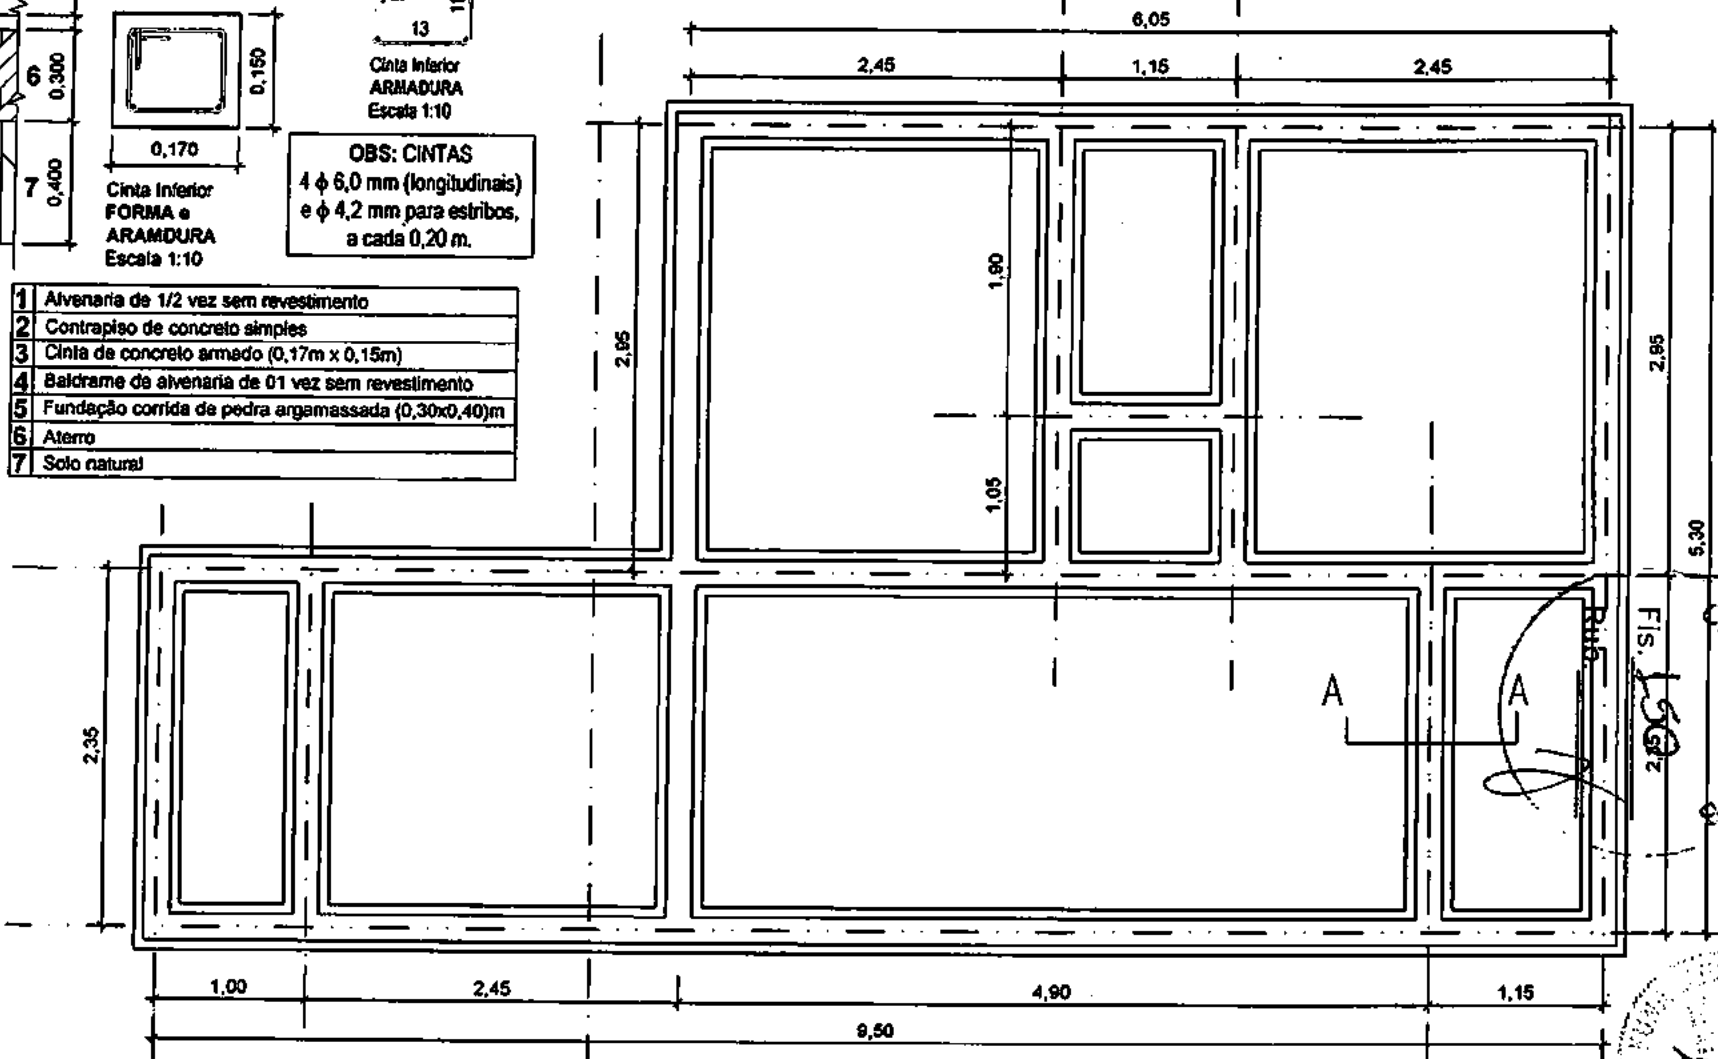 6
0,300
7
0,400
0,150
0,170
Cinta Inferior
FORMA e
ARAMDURA
Escala 1:10
13
Cinta Inferior
ARMADURA
Escala 1:10
OBS: CINTAS
4 ϕ 6,0 mm (longitudinais)
e ϕ 4,2 mm para estribos,
a cada 0,20 m.
1 Alvenaria de 1/2 vez sem revestimento
2 Contrapiso de concreto simples
3 Cinta de concreto armado (0,17m x 0,15m)
4 Baldrame de alvenaria de 01 vez sem revestimento
5 Fundação corrida de pedra argamassada (0,30x0,40)m
6 Aterro
7 Solo natural
6,05
2,45 1,15 2,45
2,95
1,90
1,05
2,95
5,30
2,35
A A
Fls.
1,00 2,45 4,90 1,15
9,50